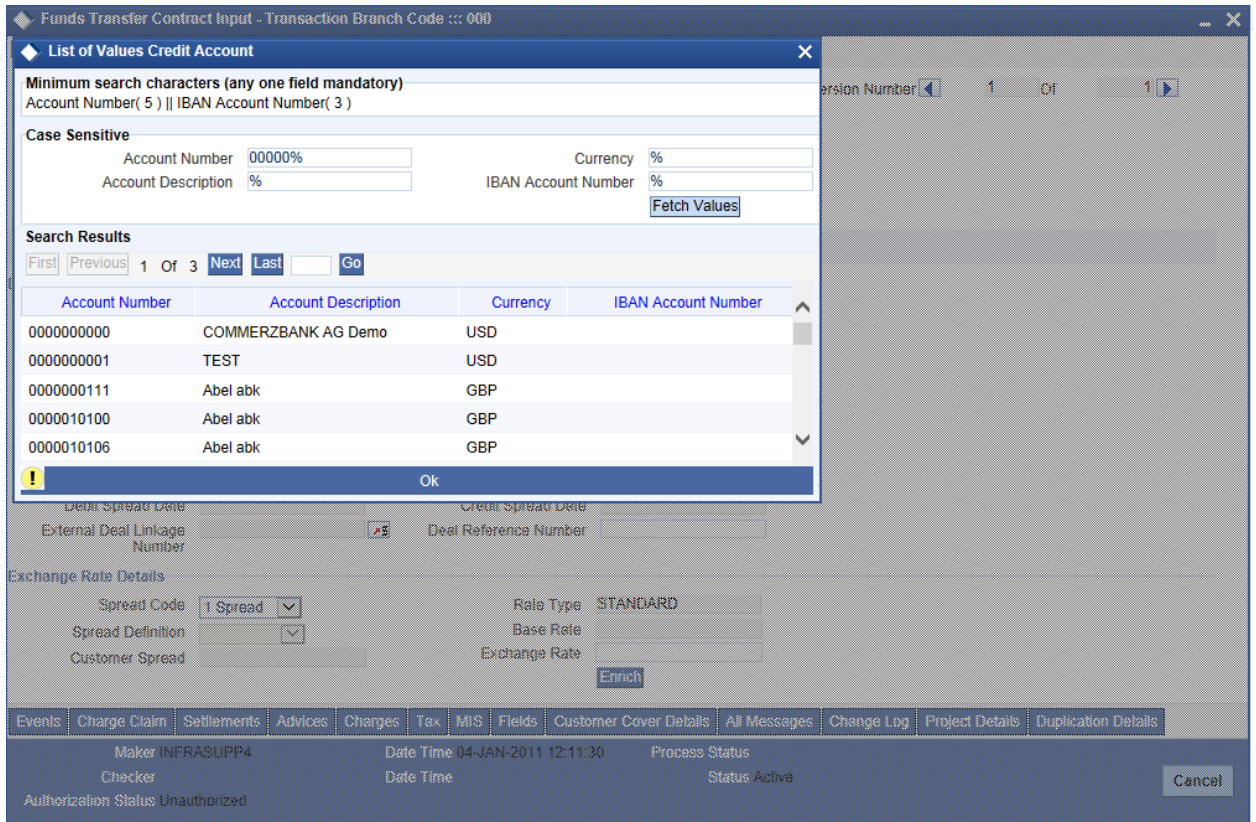 Funds Transfer Contract Input - Transaction Branch Code ::: 000
List of Values Credit Account
Minimum search characters (any one field mandatory)
Account Number( 5 ) || IBAN Account Number( 3 )
ersion Number 1 Of 1
Case Sensitive
Account Number 00000% Currency %
Account Description % IBAN Account Number %
Fetch Values
Search Results
First Previous 1 Of 3 Next Last Go
Account Number Account Description Currency IBAN Account Number
0000000000 COMMERZBANK AG Demo USD
0000000001 TEST USD
0000000111 Abel abk GBP
0000010100 Abel abk GBP
0000010106 Abel abk GBP
! Ok
Debit Spread Date Credit Spread Date
External Deal Linkage Deal Reference Number
Number
Exchange Rate Details
Spread Code 1 Spread Rate Type STANDARD
Spread Definition Base Rate
Customer Spread Exchange Rate
Enrich
Events Charge Claim Settlements Advices Charges Tax MIS Fields Customer Cover Details All Messages Change Log Project Details Duplication Details
Maker INFRASUPP4 Date Time 04-JAN-2011 12:11:30 Process Status
Checker Date Time Status Active
Cancel
Authorization Status Unauthorized